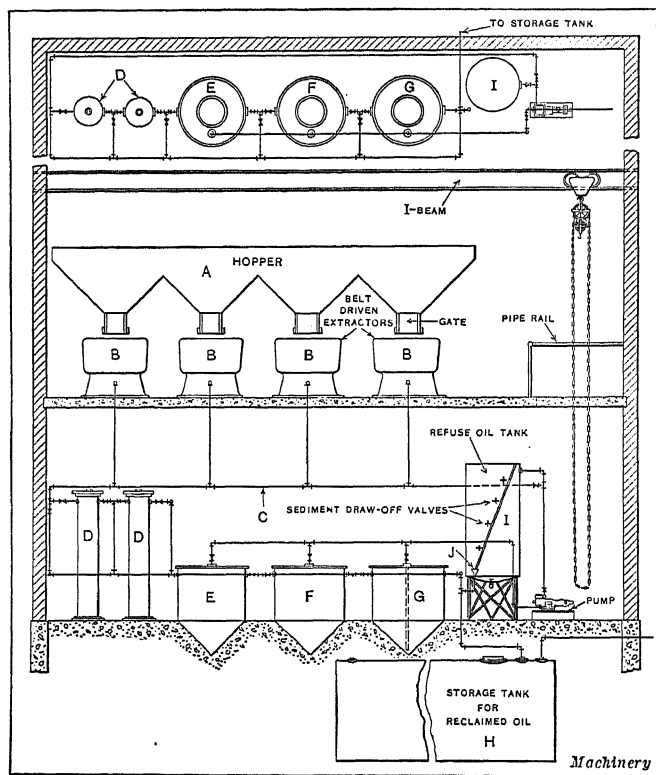 TO STORAGE TANK
D
E
F
G
I
I-BEAM
A
HOPPER
BELT
DRIVEN
EXTRACTORS
GATE
B
B
B
B
PIPE RAIL
REFUSE OIL TANK
C
SEDIMENT DRAW-OFF VALVES
I
D
D
J
E
F
G
PUMP
STORAGE TANK
FOR
RECLAIMED OIL
H
Machinery